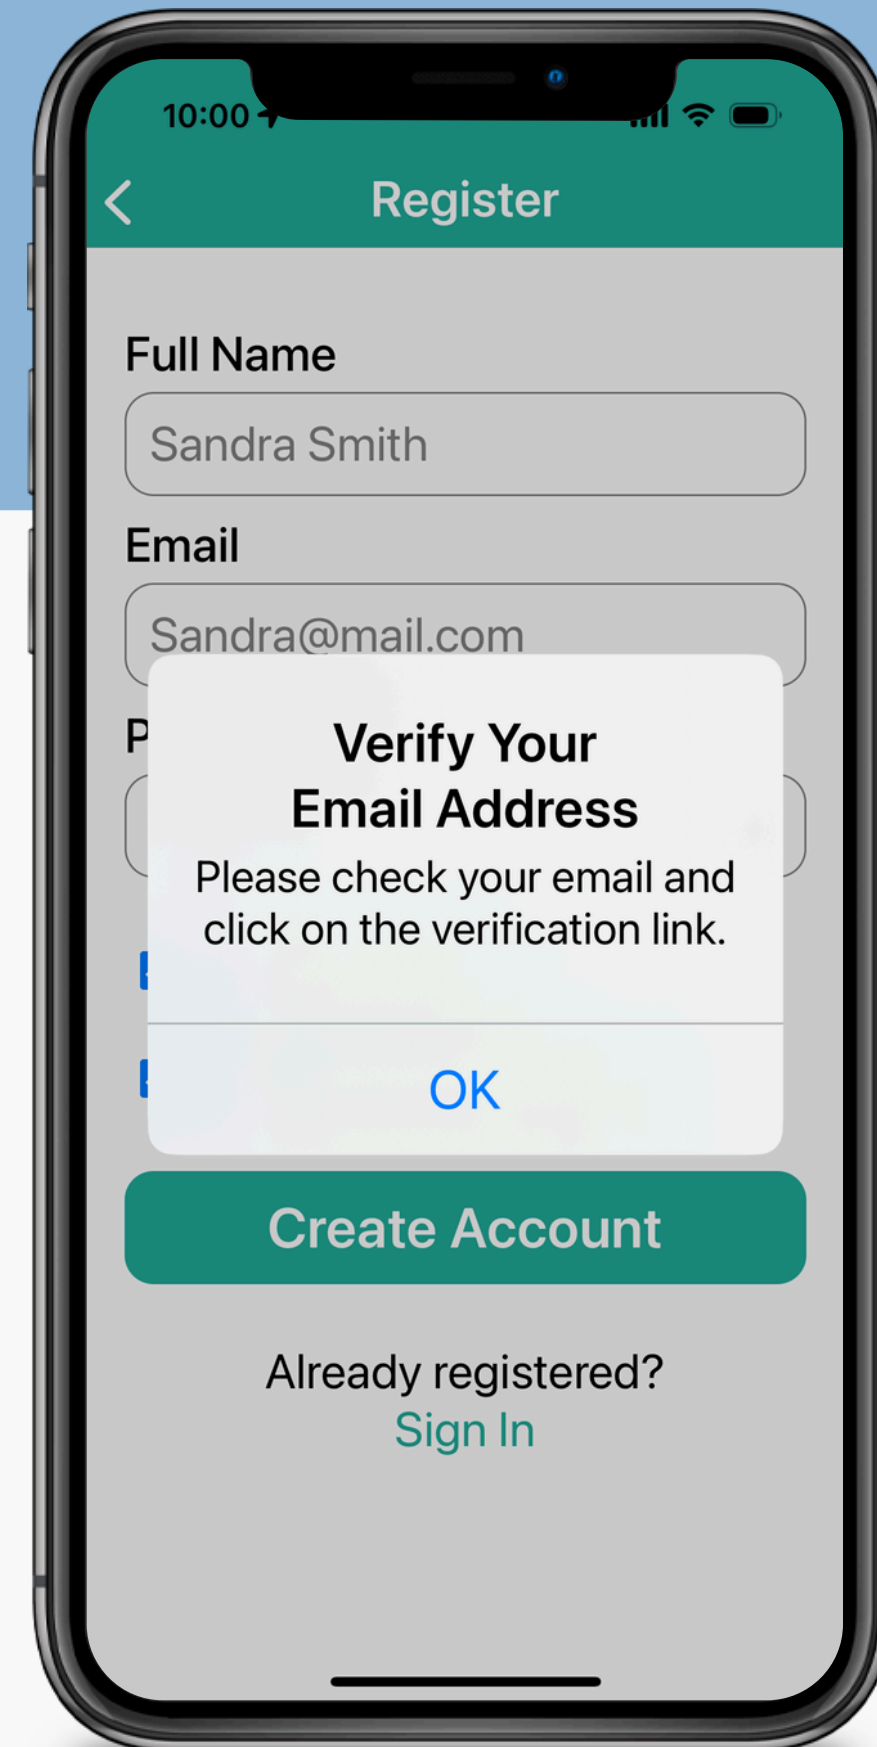 10:00
Register
Full Name
Sandra Smith
Email
Sandra@mail.com
P
Verify Your
Email Address
Please check your email and
click on the verification link.
OK
Create Account
Already registered?
Sign In